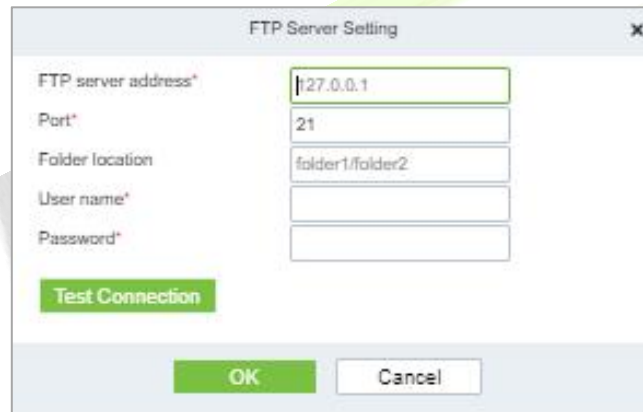 FTP Server Setting x
FTP server address* 127.0.0.1
Port* 21
Folder location folder1/folder2
User name*
Password*
Test Connection
OK Cancel